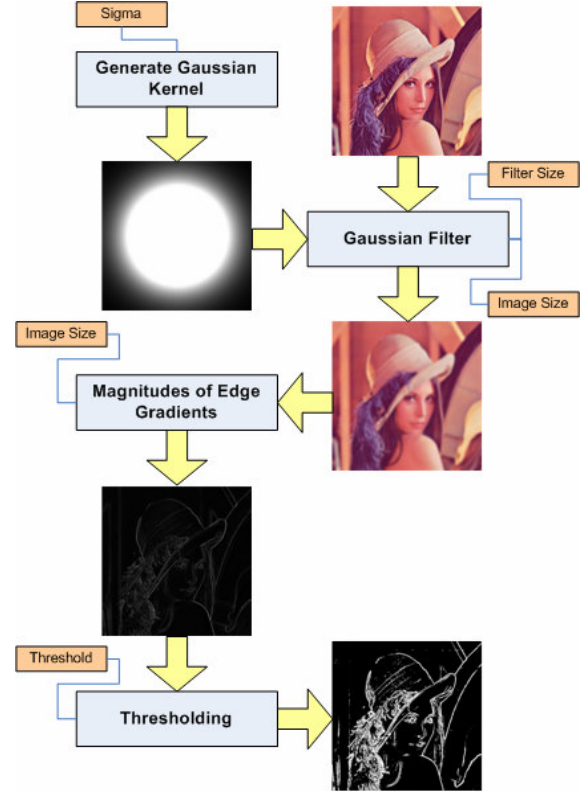 Sigma
Generate Gaussian
Kernel
Filter Size
Gaussian Filter
Image Size
Image Size
Magnitudes of Edge
Gradients
Threshold
Thresholding